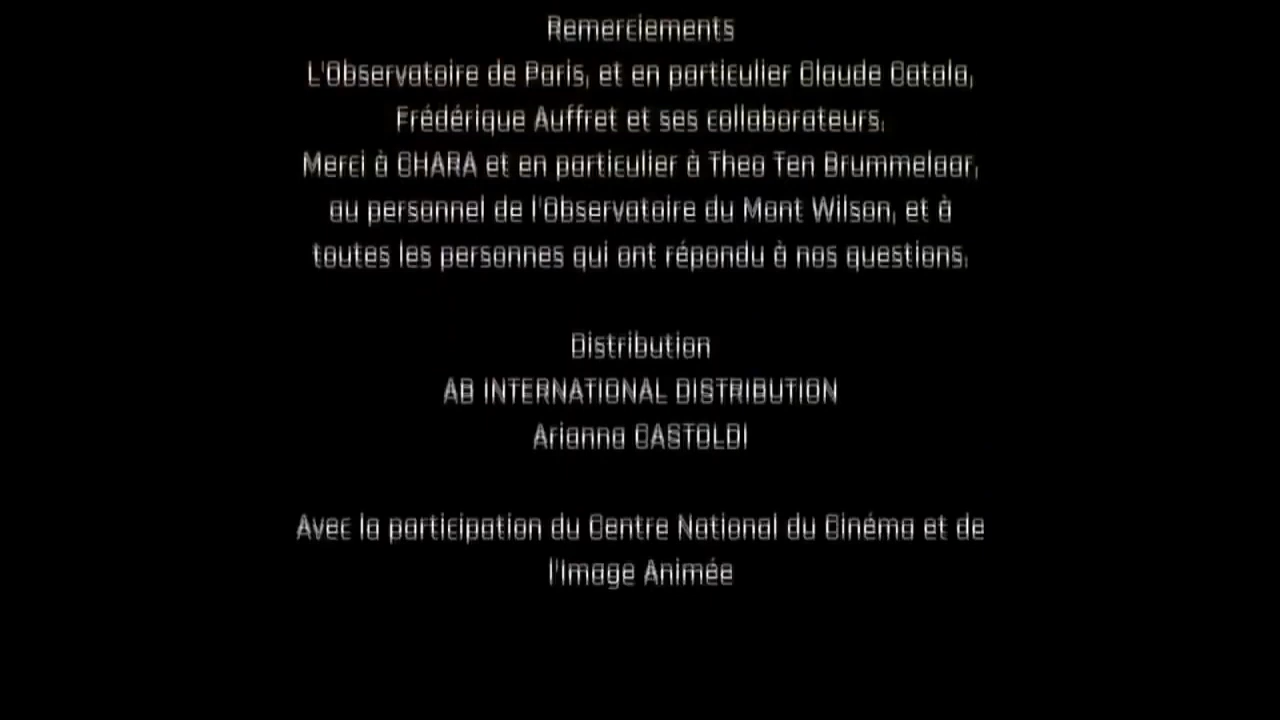 Remerciements
L'Observatoire de Paris, et en particulier Claude Catala,
Frédérique Auffret et ses collaborateurs.
Merci à CHARA et en particulier à Theo Ten Brummelaar,
au personnel de l'Observatoire du Mont Wilson, et à
toutes les personnes qui ont répondu à nos questions.
Distribution
AB INTERNATIONAL DISTRIBUTION
Arianna CASTOLDI
Avec la participation du Centre National du Cinéma et de
l'Image Animée